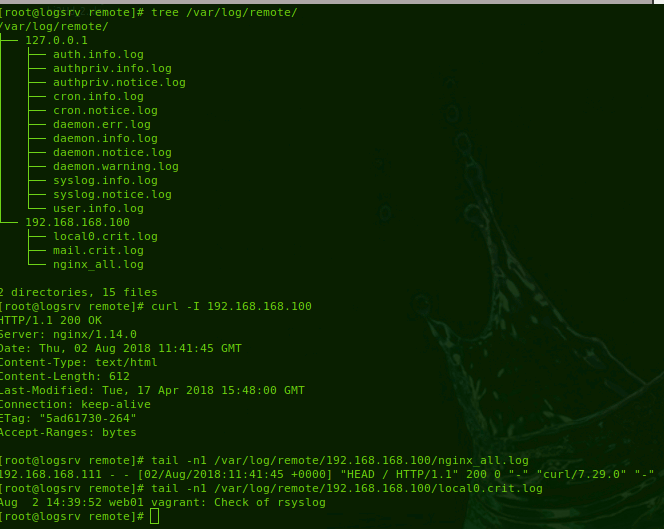 [root@logsrv remote]# tree /var/log/remote/
/var/log/remote/
├── 127.0.0.1
│   ├── auth.info.log
│   ├── authpriv.info.log
│   ├── authpriv.notice.log
│   ├── cron.info.log
│   ├── cron.notice.log
│   ├── daemon.err.log
│   ├── daemon.info.log
│   ├── daemon.notice.log
│   ├── daemon.warning.log
│   ├── syslog.info.log
│   ├── syslog.notice.log
│   └── user.info.log
└── 192.168.168.100
    ├── local0.crit.log
    ├── mail.crit.log
    └── nginx_all.log

2 directories, 15 files
[root@logsrv remote]# curl -I 192.168.168.100
HTTP/1.1 200 OK
Server: nginx/1.14.0
Date: Thu, 02 Aug 2018 11:41:45 GMT
Content-Type: text/html
Content-Length: 612
Last-Modified: Tue, 17 Apr 2018 15:48:00 GMT
Connection: keep-alive
ETag: "5ad61730-264"
Accept-Ranges: bytes

[root@logsrv remote]# tail -n1 /var/log/remote/192.168.168.100/nginx_all.log
192.168.168.111 - - [02/Aug/2018:11:41:45 +0000] "HEAD / HTTP/1.1" 200 0 "-" "curl/7.29.0" "-"
[root@logsrv remote]# tail -n1 /var/log/remote/192.168.168.100/local0.crit.log
Aug  2 14:39:52 web01 vagrant: Check of rsyslog
[root@logsrv remote]#